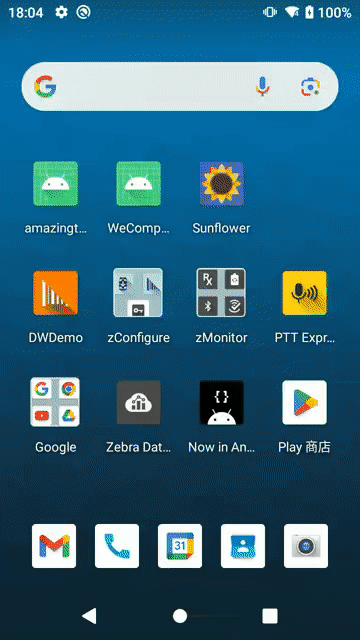 18:04 100%
amazingt... WeComp... Sunflower
DWDemo zConfigure zMonitor PTT Expr...
Google Zebra Dat... Now in An... Play 商店
31